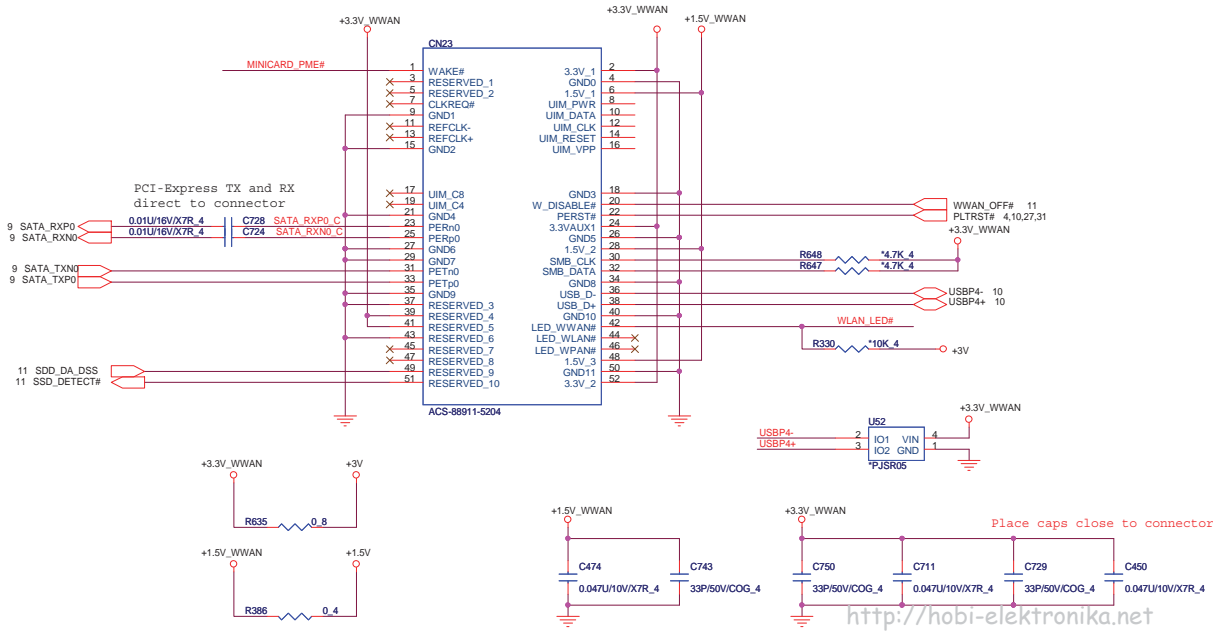 +3.3V_WWAN
+3.3V_WWAN
+1.5V_WWAN
CN23
MINICARD_PME#
1 WAKE# 3.3V_1 2
3 RESERVED_1 GND0 4
5 RESERVED_2 1.5V_1 6
7 CLKREQ# UIM_PWR 8
9 GND1 UIM_DATA 10
11 REFCLK- UIM_CLK 12
13 REFCLK+ UIM_RESET 14
15 GND2 UIM_VPP 16
PCI-Express TX and RX
direct to connector
17 UIM_C8 GND3 18
19 UIM_C4 W_DISABLE# 20 WWAN_OFF# 11
21 GND4 PERST# 22 PLTRST# 4,10,27,31
9 SATA_RXP0 0.01U/16V/X7R_4 C728 SATA_RXP0_C 23 PERn0 3.3VAUX1 24
+3.3V_WWAN
9 SATA_RXN0 0.01U/16V/X7R_4 C724 SATA_RXN0_C 25 PERp0 GND5 26
27 GND6 1.5V_2 28
29 GND7 SMB_CLK 30 R648 *4.7K_4
9 SATA_TXN0 31 PETn0 SMB_DATA 32 R647 *4.7K_4
9 SATA_TXP0 33 PETp0 GND8 34
35 GND9 USB_D- 36 USBP4- 10
37 RESERVED_3 USB_D+ 38 USBP4+ 10
39 RESERVED_4 GND10 40
41 RESERVED_5 LED_WWAN# 42 WLAN_LED#
43 RESERVED_6 LED_WLAN# 44
45 RESERVED_7 LED_WPAN# 46 R330 *10K_4 +3V
47 RESERVED_8 1.5V_3 48
11 SDD_DA_DSS 49 RESERVED_9 GND11 50
11 SSD_DETECT# 51 RESERVED_10 3.3V_2 52
ACS-88911-5204
+3.3V_WWAN
U52
USBP4- 2 IO1 VIN 4
USBP4+ 3 IO2 GND 1
*PJSR05
+3.3V_WWAN +3V
R635 0_8
+1.5V_WWAN +1.5V
R386 0_4
+1.5V_WWAN
+3.3V_WWAN
Place caps close to connector
C474 C743 C750 C711 C729 C450
0.047U/10V/X7R_4 33P/50V/COG_4 33P/50V/COG_4 0.047U/10V/X7R_4 33P/50V/COG_4 0.047U/10V/X7R_4
http://hobi-elektronika.net